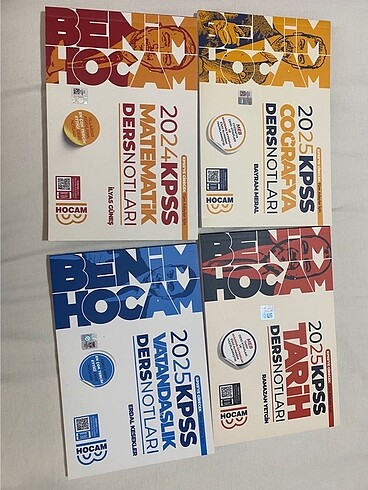 BENİM
HOCAM
2024 KPSS
MATEMATİK
DERS NOTLARI
İLYAS GÜNEŞ
HOCAM
BENİM
HOCAM
2025 KPSS
COĞRAFYA
DERS NOTLARI
BAYRAM MERAL
HOCAM
BENİM
HOCAM
2025 KPSS
VATANDAŞLIK
DERS NOTLARI
ERDAL KESEKLER
HOCAM
BENİM
HOCAM
2025 KPSS
TARİH
DERS NOTLARI
RAMAZAN YETGİN
HOCAM